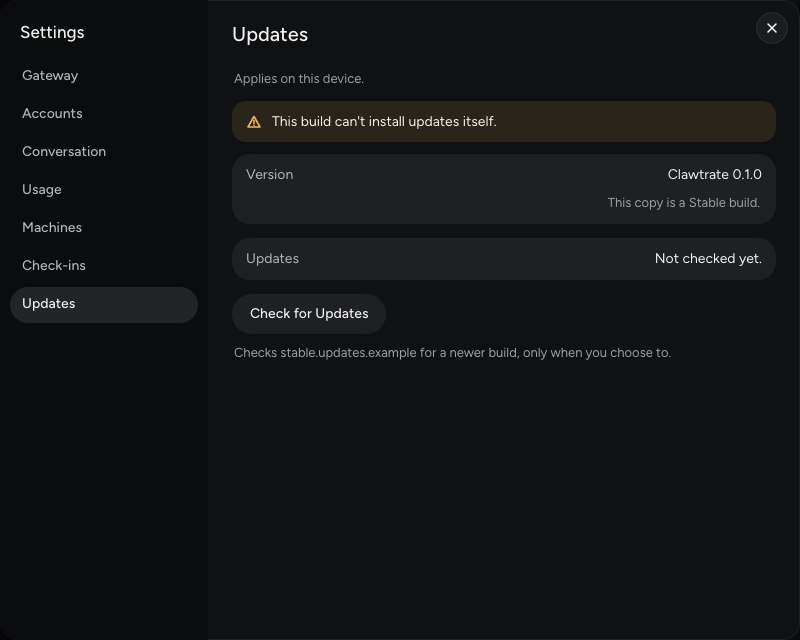 Settings
Gateway
Accounts
Conversation
Usage
Machines
Check-ins
Updates
Updates
Applies on this device.
This build can't install updates itself.
Version
Clawtrate 0.1.0
This copy is a Stable build.
Updates
Not checked yet.
Check for Updates
Checks stable.updates.example for a newer build, only when you choose to.